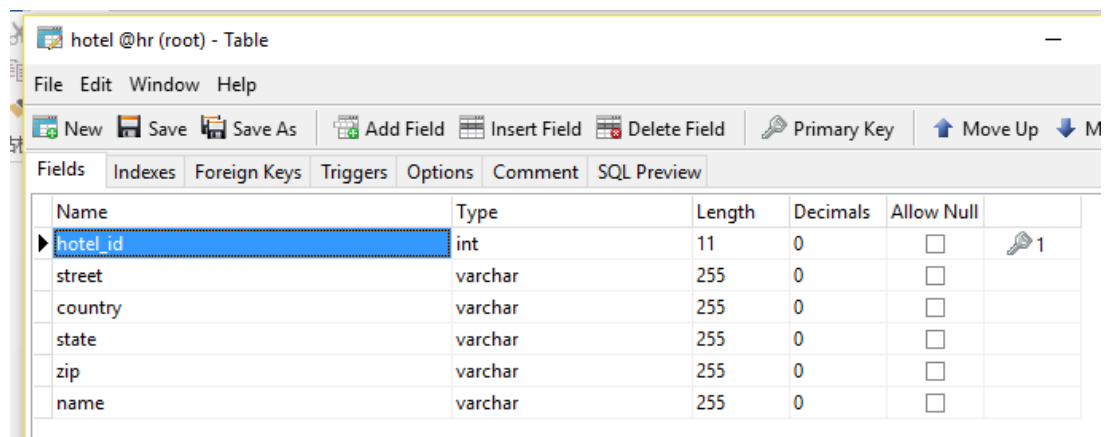 hotel @hr (root) - Table
File Edit Window Help
New Save Save As Add Field Insert Field Delete Field Primary Key Move Up M
Fields Indexes Foreign Keys Triggers Options Comment SQL Preview
Name Type Length Decimals Allow Null
hotel_id int 11 0 1
street varchar 255 0
country varchar 255 0
state varchar 255 0
zip varchar 255 0
name varchar 255 0